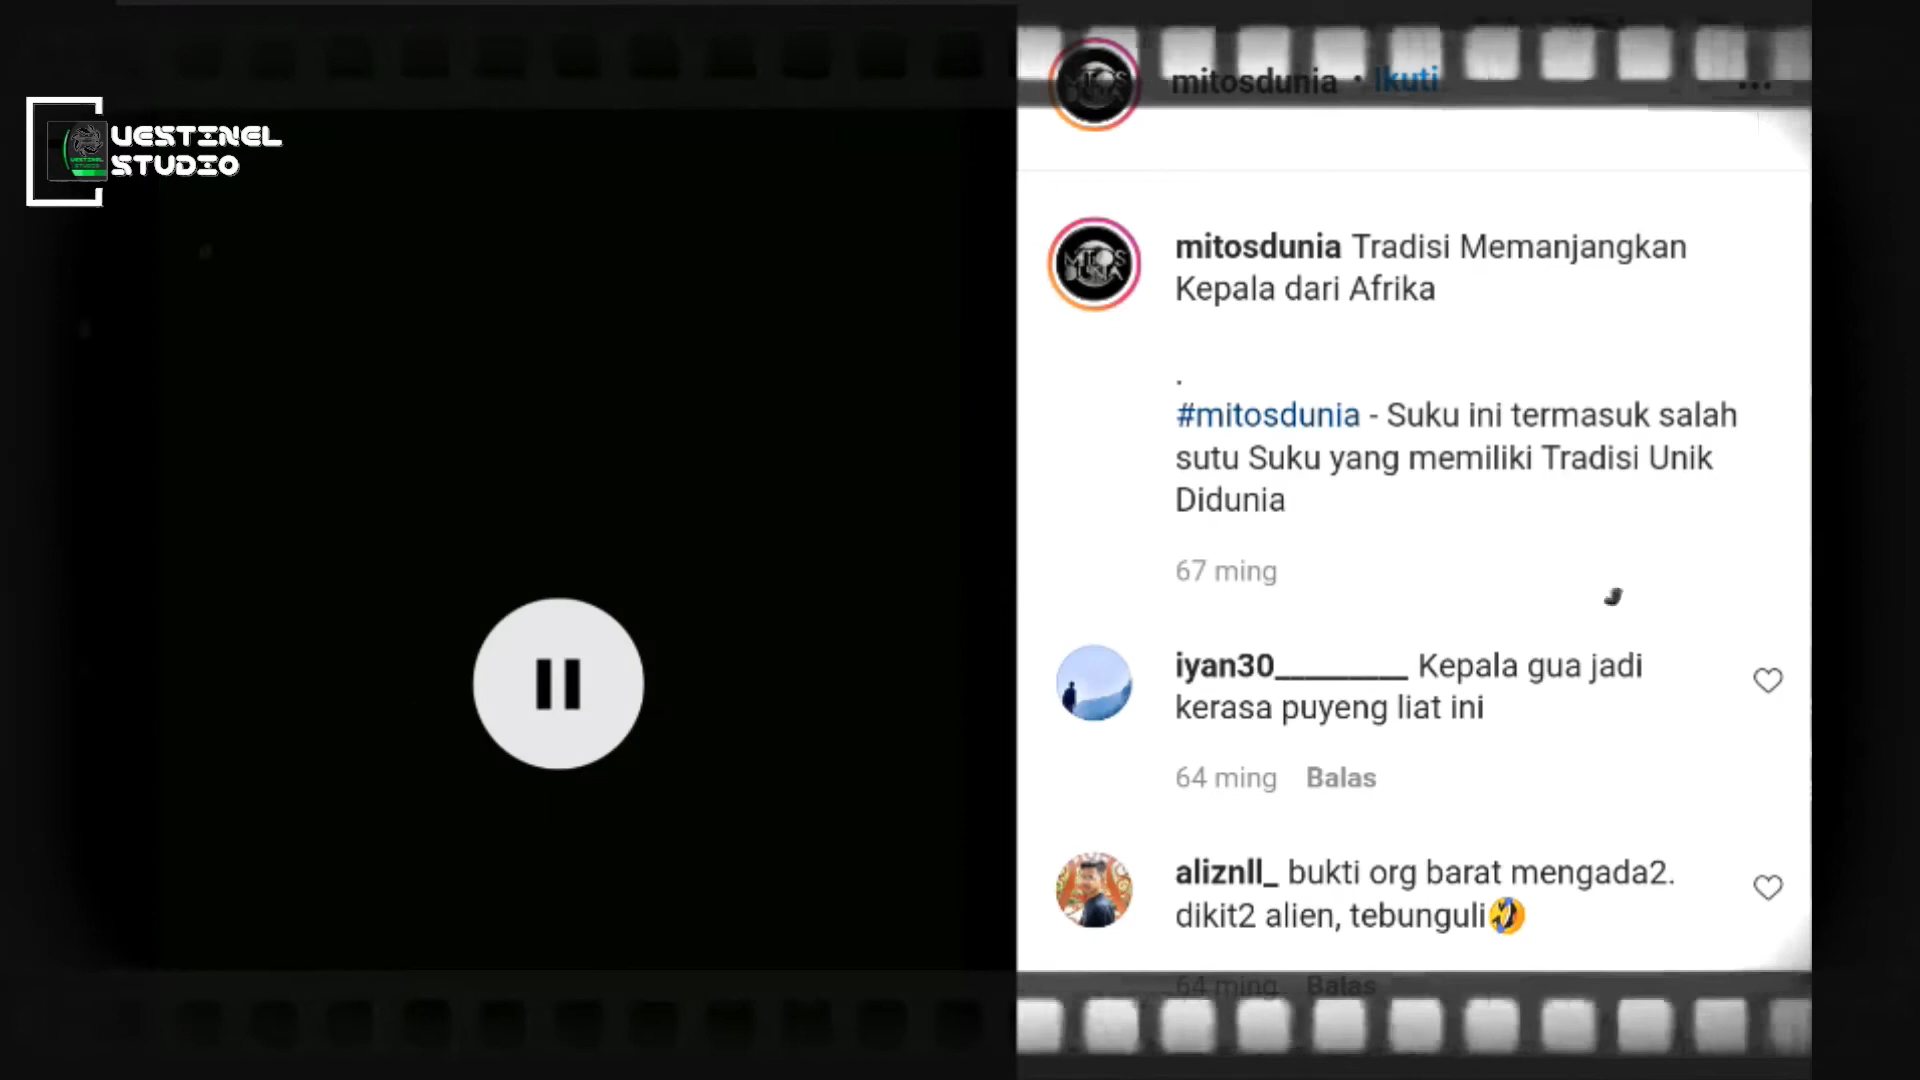 VESTINEL
STUDIO
mitosdunia • Ikuti
mitosdunia Tradisi Memanjangkan
Kepala dari Afrika
.
#mitosdunia - Suku ini termasuk salah
sutu Suku yang memiliki Tradisi Unik
Didunia
67 ming
iyan30_________ Kepala gua jadi
kerasa puyeng liat ini
64 ming Balas
aliznll_ bukti org barat mengada2.
dikit2 alien, tebunguli🤣
64 ming Balas